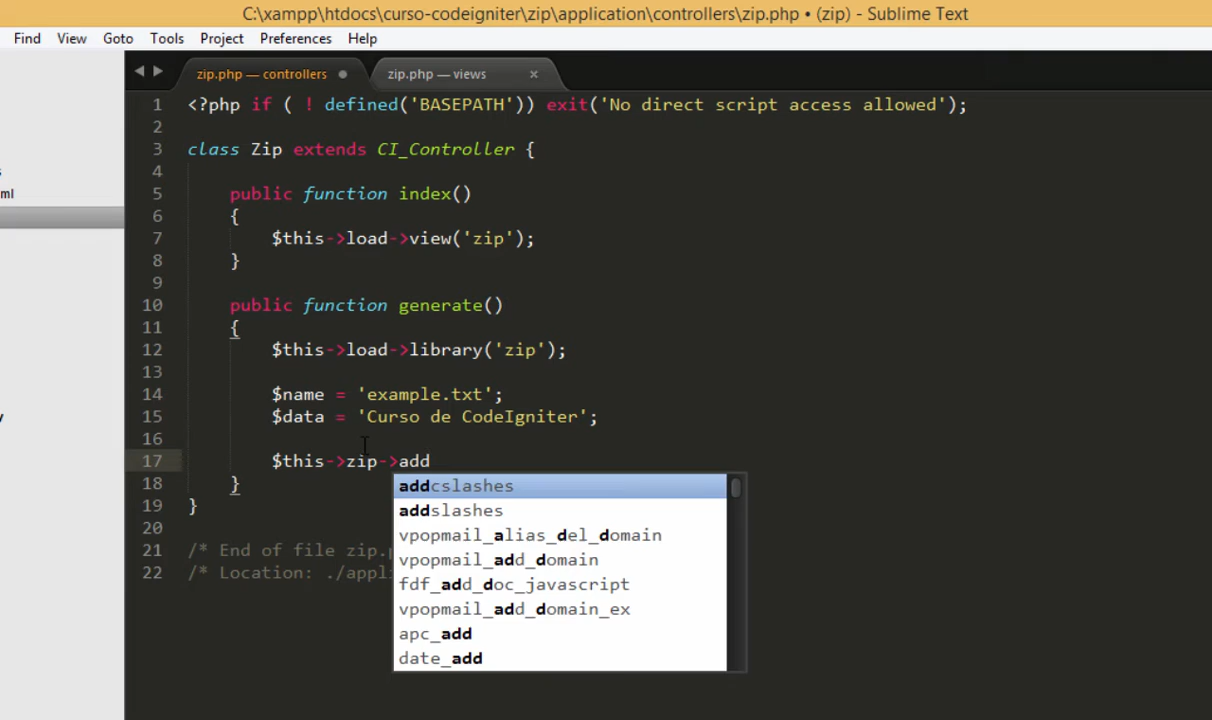 C:\xampp\htdocs\curso-codeigniter\zip\application\controllers\zip.php • (zip) - Sublime Text
Find View Goto Tools Project Preferences Help
zip.php — controllers zip.php — views
ml
1 <?php if ( ! defined('BASEPATH')) exit('No direct script access allowed');
2
3 class Zip extends CI_Controller {
4
5 public function index()
6 {
7 $this->load->view('zip');
8 }
9
10 public function generate()
11 {
12 $this->load->library('zip');
13
14 $name = 'example.txt';
15 $data = 'Curso de CodeIgniter';
16
17 $this->zip->add
18 }
19 }
20
21 /* End of file zip.
22 /* Location: ./appl
addcslashes
addslashes
vpopmail_alias_del_domain
vpopmail_add_domain
fdf_add_doc_javascript
vpopmail_add_domain_ex
apc_add
date_add